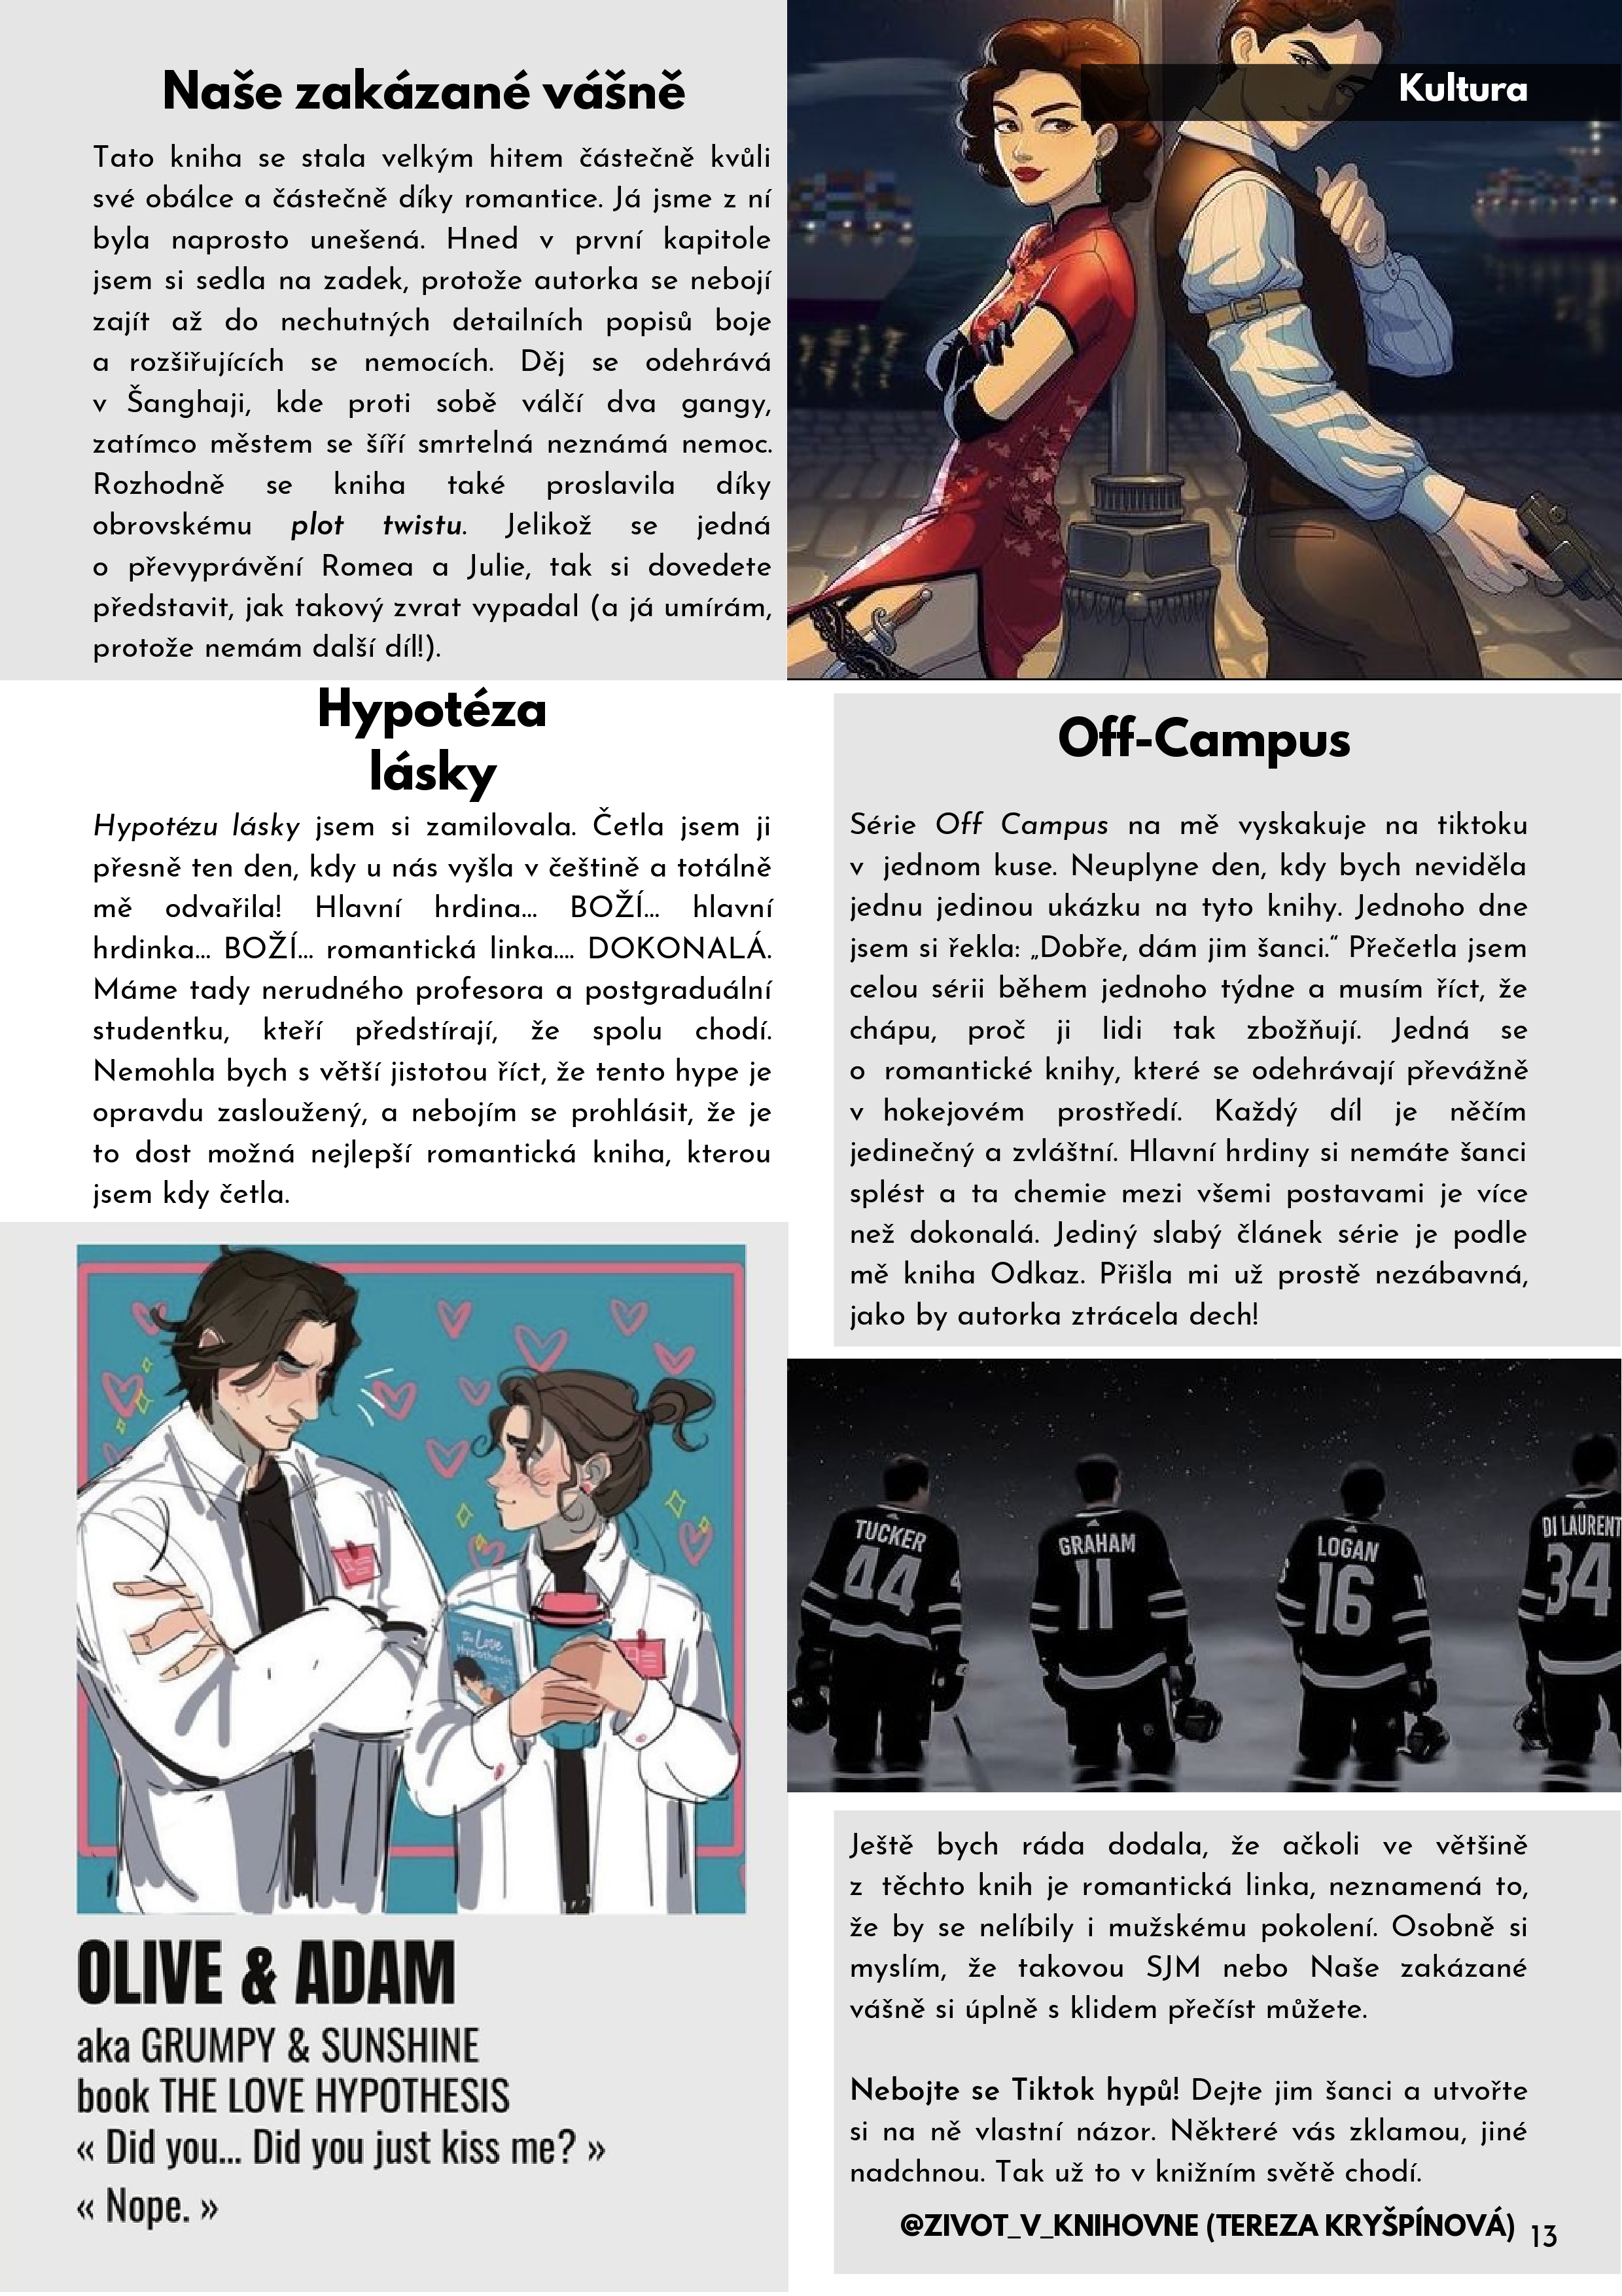 Kultura
Naše zakázané vášně
Tato kniha se stala velkým hitem částečně kvůli
své obálce a částečně díky romantice. Já jsme z ní
byla naprosto unešená. Hned v první kapitole
jsem si sedla na zadek, protože autorka se nebojí
zajít až do nechutných detailních popisů boje
a rozšiřujících se nemocích. Děj se odehrává
v Šanghaji, kde proti sobě válčí dva gangy,
zatímco městem se šíří smrtelná neznámá nemoc.
Rozhodně se kniha také proslavila díky
obrovskému plot twistu. Jelikož se jedná
o převyprávění Romea a Julie, tak si dovedete
představit, jak takový zvrat vypadal (a já umírám,
protože nemám další díl!).
Hypotéza
lásky
Hypotézu lásky jsem si zamilovala. Četla jsem ji
přesně ten den, kdy u nás vyšla v češtině a totálně
mě odvařila! Hlavní hrdina... BOŽÍ... hlavní
hrdinka... BOŽÍ... romantická linka.... DOKONALÁ.
Máme tady nerudného profesora a postgraduální
studentku, kteří předstírají, že spolu chodí.
Nemohla bych s větší jistotou říct, že tento hype je
opravdu zasloužený, a nebojím se prohlásit, že je
to dost možná nejlepší romantická kniha, kterou
jsem kdy četla.
the Love
Hypothesis
OLIVE & ADAM
aka GRUMPY & SUNSHINE
book THE LOVE HYPOTHESIS
« Did you... Did you just kiss me? »
« Nope. »
Off-Campus
Série Off Campus na mě vyskakuje na tiktoku
v jednom kuse. Neuplyne den, kdy bych neviděla
jednu jedinou ukázku na tyto knihy. Jednoho dne
jsem si řekla: „Dobře, dám jim šanci.“ Přečetla jsem
celou sérii během jednoho týdne a musím říct, že
chápu, proč ji lidi tak zbožňují. Jedná se
o romantické knihy, které se odehrávají převážně
v hokejovém prostředí. Každý díl je něčím
jedinečný a zvláštní. Hlavní hrdiny si nemáte šanci
splést a ta chemie mezi všemi postavami je více
než dokonalá. Jediný slabý článek série je podle
mě kniha Odkaz. Přišla mi už prostě nezábavná,
jako by autorka ztrácela dech!
TUCKER
44
GRAHAM
11
LOGAN
16
DI LAURENT
34
Ještě bych ráda dodala, že ačkoli ve většině
z těchto knih je romantická linka, neznamená to,
že by se nelíbily i mužskému pokolení. Osobně si
myslím, že takovou SJM nebo Naše zakázané
vášně si úplně s klidem přečíst můžete.
Nebojte se Tiktok hypů! Dejte jim šanci a utvořte
si na ně vlastní názor. Některé vás zklamou, jiné
nadchnou. Tak už to v knižním světě chodí.
@ZIVOT_V_KNIHOVNE (TEREZA KRYŠPÍNOVÁ)
13